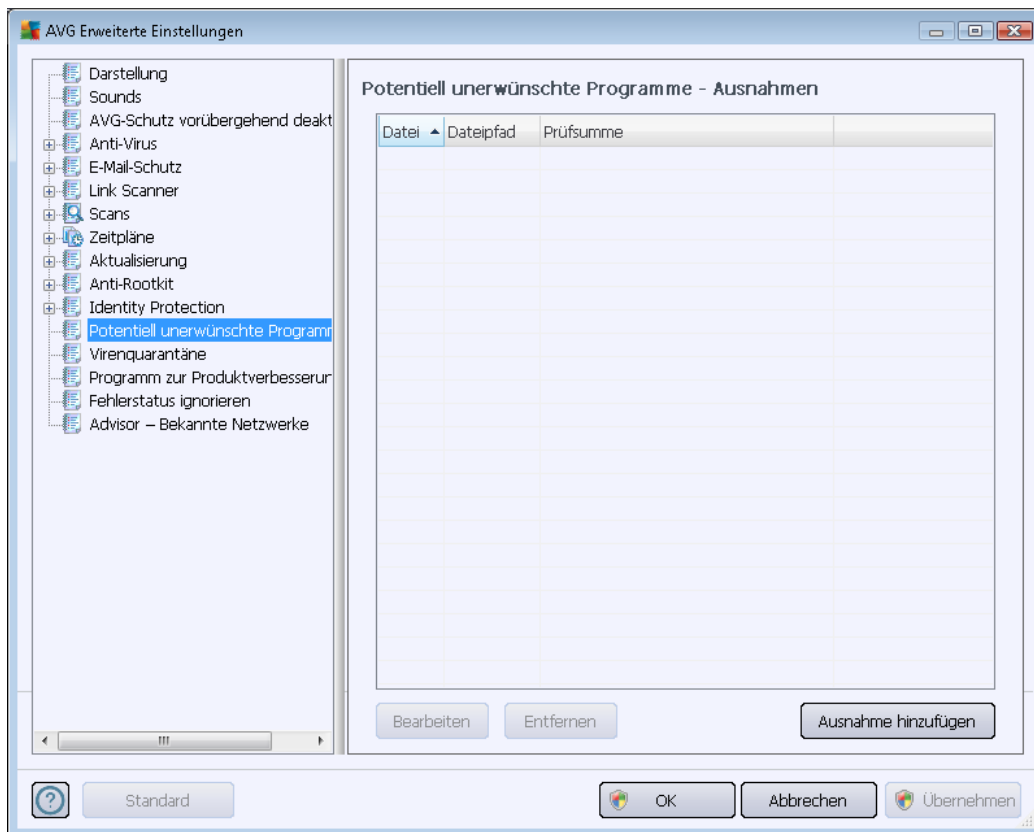 AVG Erweiterte Einstellungen
Darstellung
Sounds
AVG-Schutz vorübergehend deakt
Anti-Virus
E-Mail-Schutz
Link Scanner
Scans
Zeitpläne
Aktualisierung
Anti-Rootkit
Identity Protection
Potentiell unerwünschte Programm
Virenquarantäne
Programm zur Produktverbesserur
Fehlerstatus ignorieren
Advisor – Bekannte Netzwerke
Potentiell unerwünschte Programme - Ausnahmen
Datei Dateipfad Prüfsumme
Bearbeiten Entfernen Ausnahme hinzufügen
Standard OK Abbrechen Übernehmen